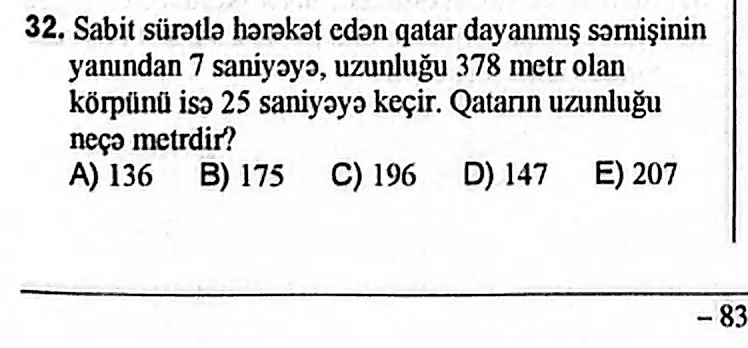 32. Sabit sürətlə hərəkət edən qatar dayanmış sərnişinin
yanından 7 saniyəyə, uzunluğu 378 metr olan
körpünü isə 25 saniyəyə keçir. Qatarın uzunluğu
neçə metrdir?
A) 136 B) 175 C) 196 D) 147 E) 207
– 83